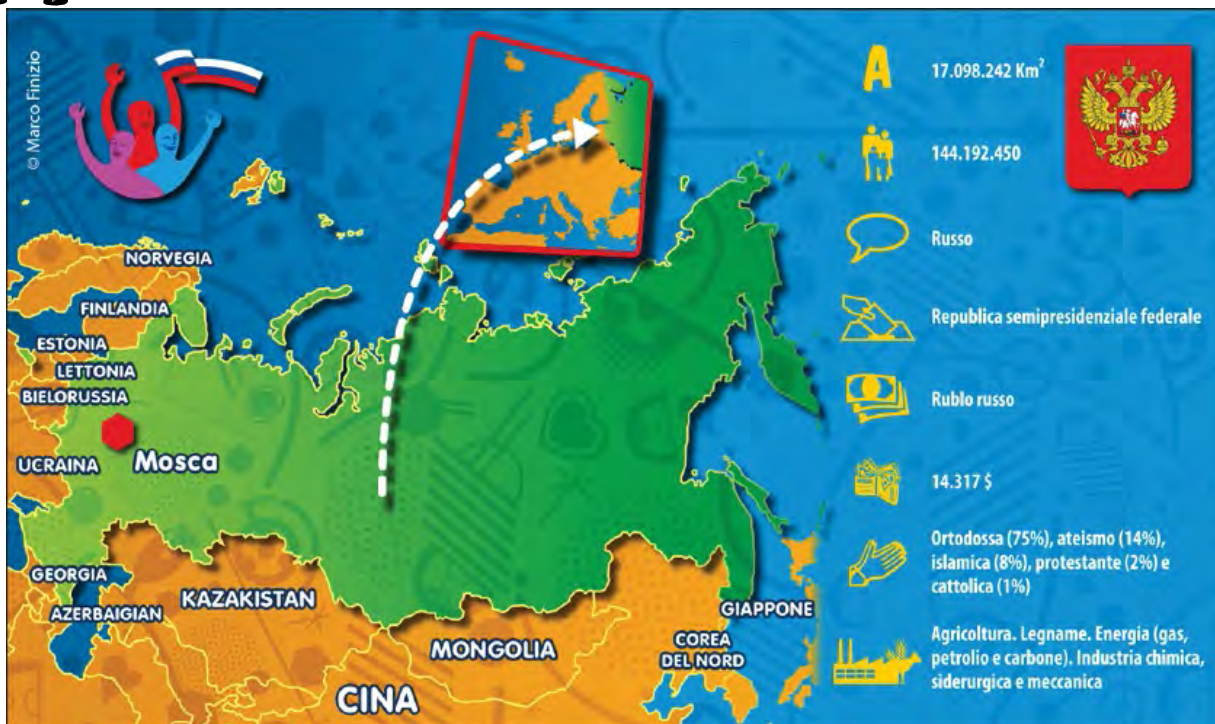 © Marco Finizio
NORVEGIA
FINLANDIA
ESTONIA
LETTONIA
BIELORUSSIA
UCRAINA
Mosca
GEORGIA
AZERBAIGIAN
KAZAKISTAN
MONGOLIA
CINA
COREA
DEL NORD
GIAPPONE
A
17.098.242 Km²
144.192.450
Russo
Republica semipresidenziale federale
Rublo russo
14.317 $
Ortodossa (75%), ateismo (14%),
islamica (8%), protestante (2%) e
cattolica (1%)
Agricoltura. Legname. Energia (gas,
petrolio e carbone). Industria chimica,
siderurgica e meccanica